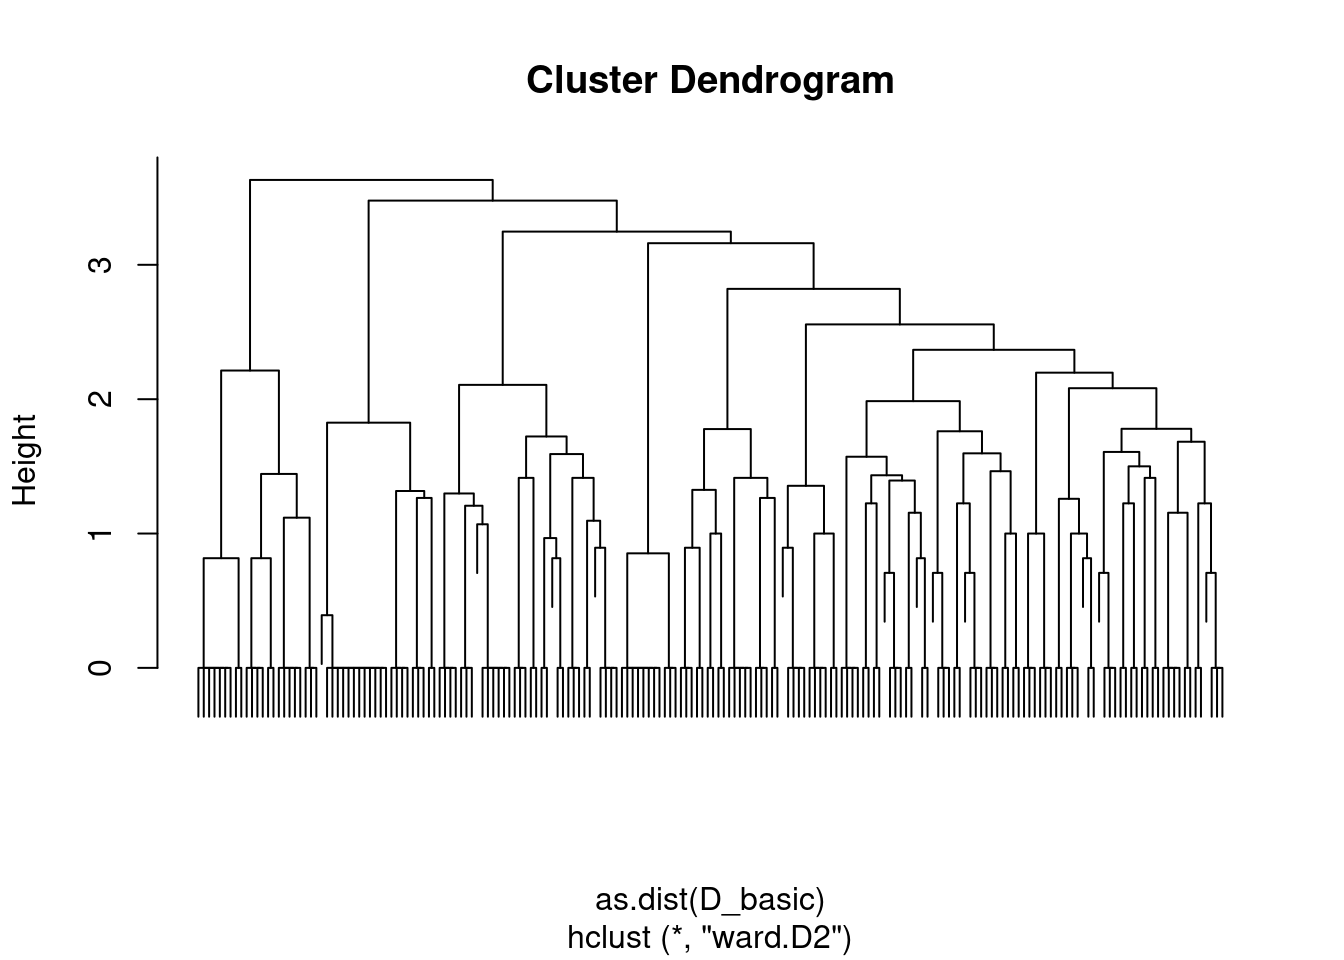 Cluster Dendrogram
Height
3
2
1
0
as.dist(D_basic)
hclust (*, "ward.D2")